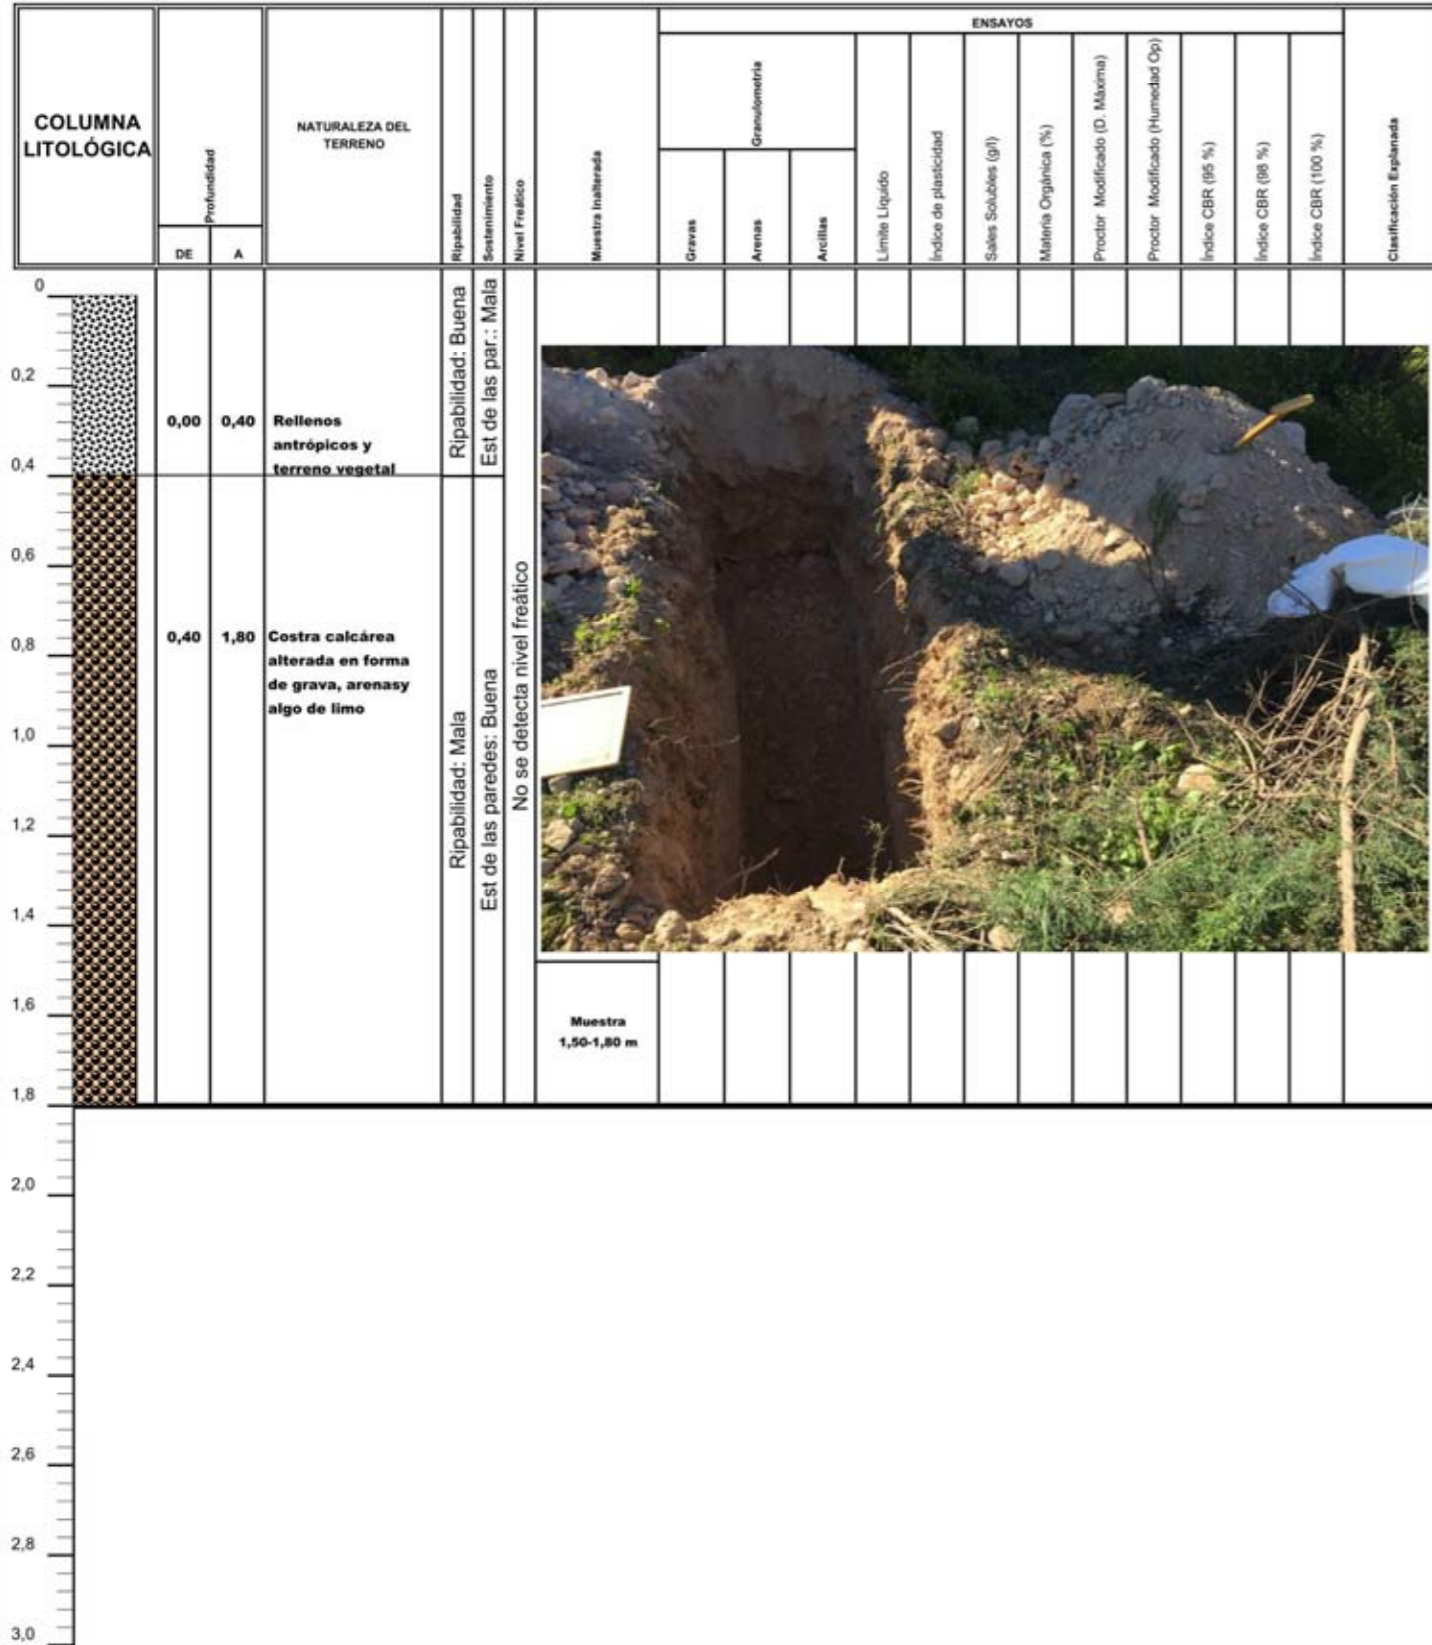 ENSAYOS
COLUMNA
LITOLÓGICA
Profundidad
DE
A
NATURALEZA DEL
TERRENO
Ripabilidad
Sostenimiento
Nivel Freático
Muestra Inalterada
Granulometria
Gravas
Arenas
Arcillas
Límite Líquido
Índice de plasticidad
Sales Solubles (g/l)
Materia Orgánica (%)
Proctor Modificado (D. Máxima)
Proctor Modificado (Humedad Op)
Índice CBR (95 %)
Índice CBR (98 %)
Índice CBR (100 %)
Clasificación Explanada
0
0,2
0,4
0,6
0,8
1,0
1,2
1,4
1,6
1,8
2,0
2,2
2,4
2,6
2,8
3,0
0,00 0,40 Rellenos
antrópicos y
terreno vegetal
Ripabilidad: Buena
Est de las par.: Mala
0,40 1,80 Costra calcárea
alterada en forma
de grava, arenasy
algo de limo
Ripabilidad: Mala
Est de las paredes: Buena
No se detecta nivel freático
Muestra
1,50-1,80 m